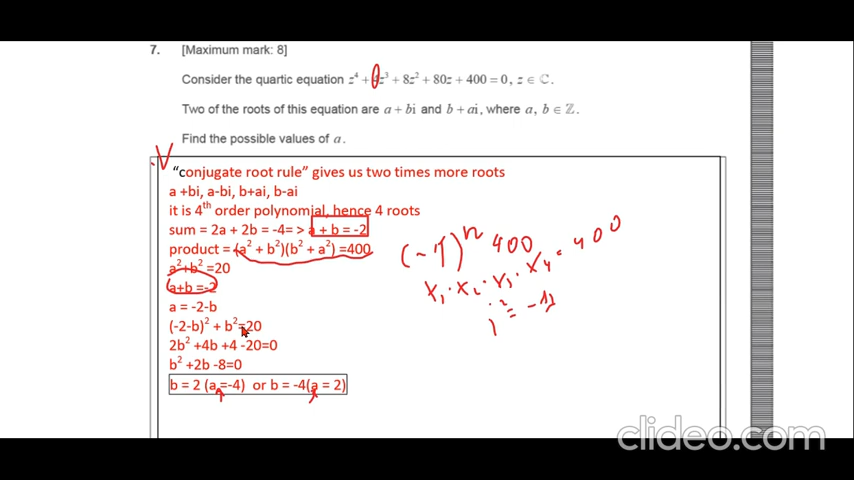 7. [Maximum mark: 8]
Consider the quartic equation z⁴ + 4z³ + 8z² + 80z + 400 = 0, z ∈ ℂ.
Two of the roots of this equation are a + bi and b + ai, where a, b ∈ ℤ.
Find the possible values of a.
"conjugate root rule" gives us two times more roots
a +bi, a-bi, b+ai, b-ai
it is 4th order polynomial, hence 4 roots
sum = 2a + 2b = -4= > a + b = -2
product = (a² + b²)(b² + a²) =400
a²+b² =20
a+b = -2
a = -2-b
(-2-b)² + b²=20
2b² +4b+4 -20=0
b² +2b -8=0
b = 2 (a =-4) or b = -4(a = 2)
(-1)ⁿ 400
x₁ · x₂ · x₃ · x₄ = 400
clideo.com